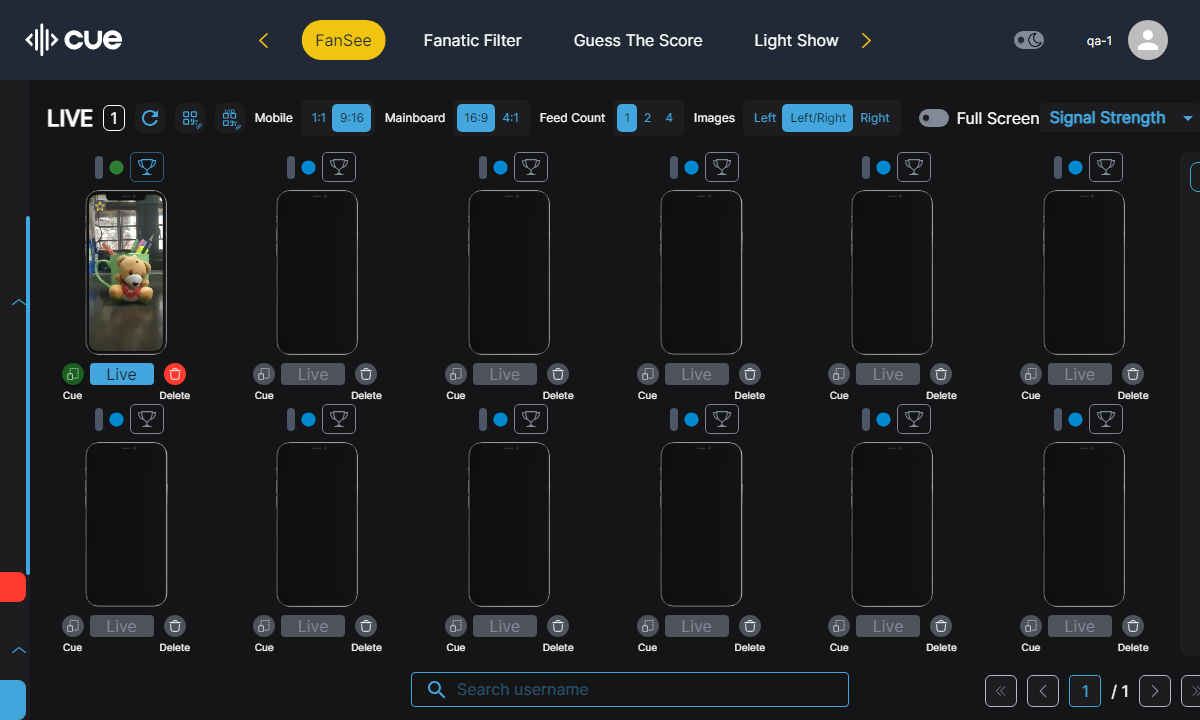 cue FanSee Fanatic Filter Guess The Score Light Show qa-1
LIVE 1 Mobile 1:1 9:16 Mainboard 16:9 4:1 Feed Count 1 2 4 Images Left Left/Right Right Full Screen Signal Strength
Live Live Live Live Live Live
Cue Delete Cue Delete Cue Delete Cue Delete Cue Delete Cue Delete
Live Live Live Live Live Live
Cue Delete Cue Delete Cue Delete Cue Delete Cue Delete Cue Delete
Search username 1 / 1